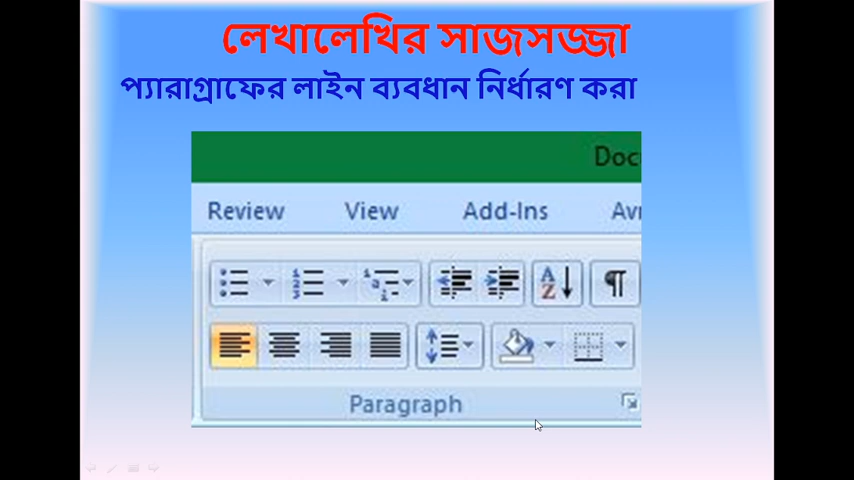 লেখালেখির সাজসজ্জা
প্যারাগ্রাফের লাইন ব্যবধান নির্ধারণ করা
Doc
Review View Add-Ins
Paragraph